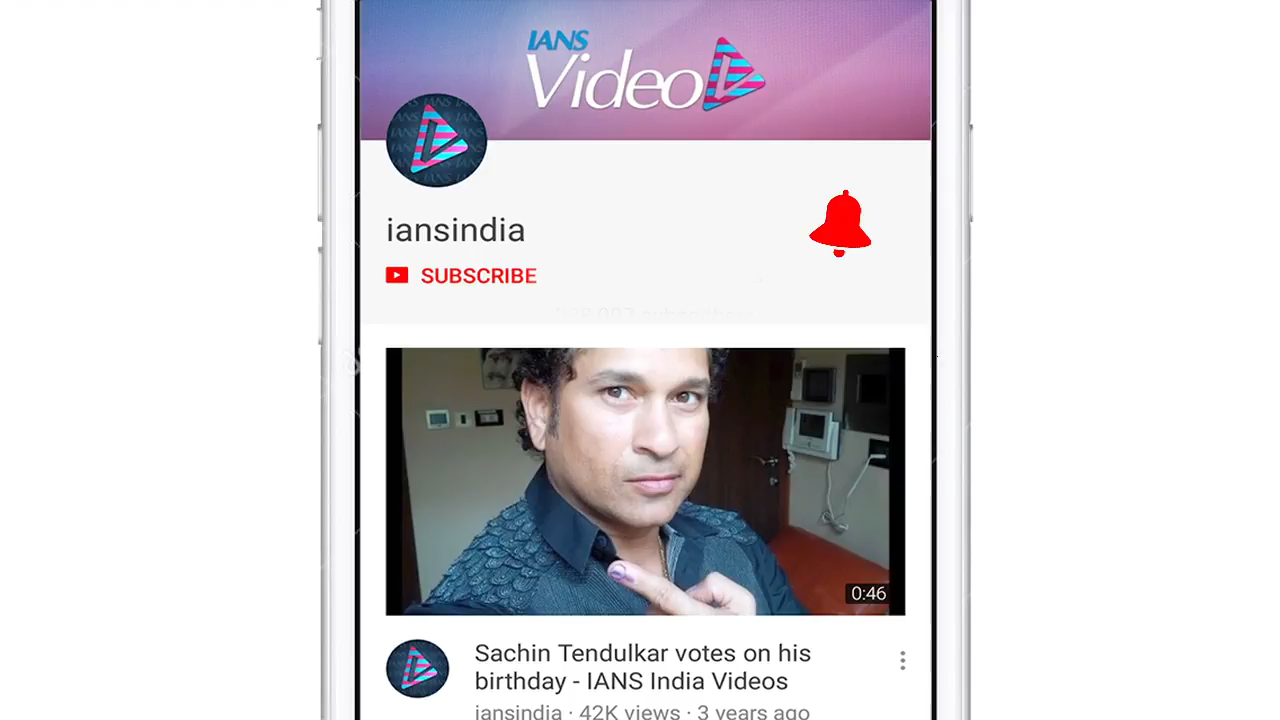 IANS
Video
iansindia
SUBSCRIBE
0:46
Sachin Tendulkar votes on his
birthday - IANS India Videos
iansindia · 42K views · 3 years ago